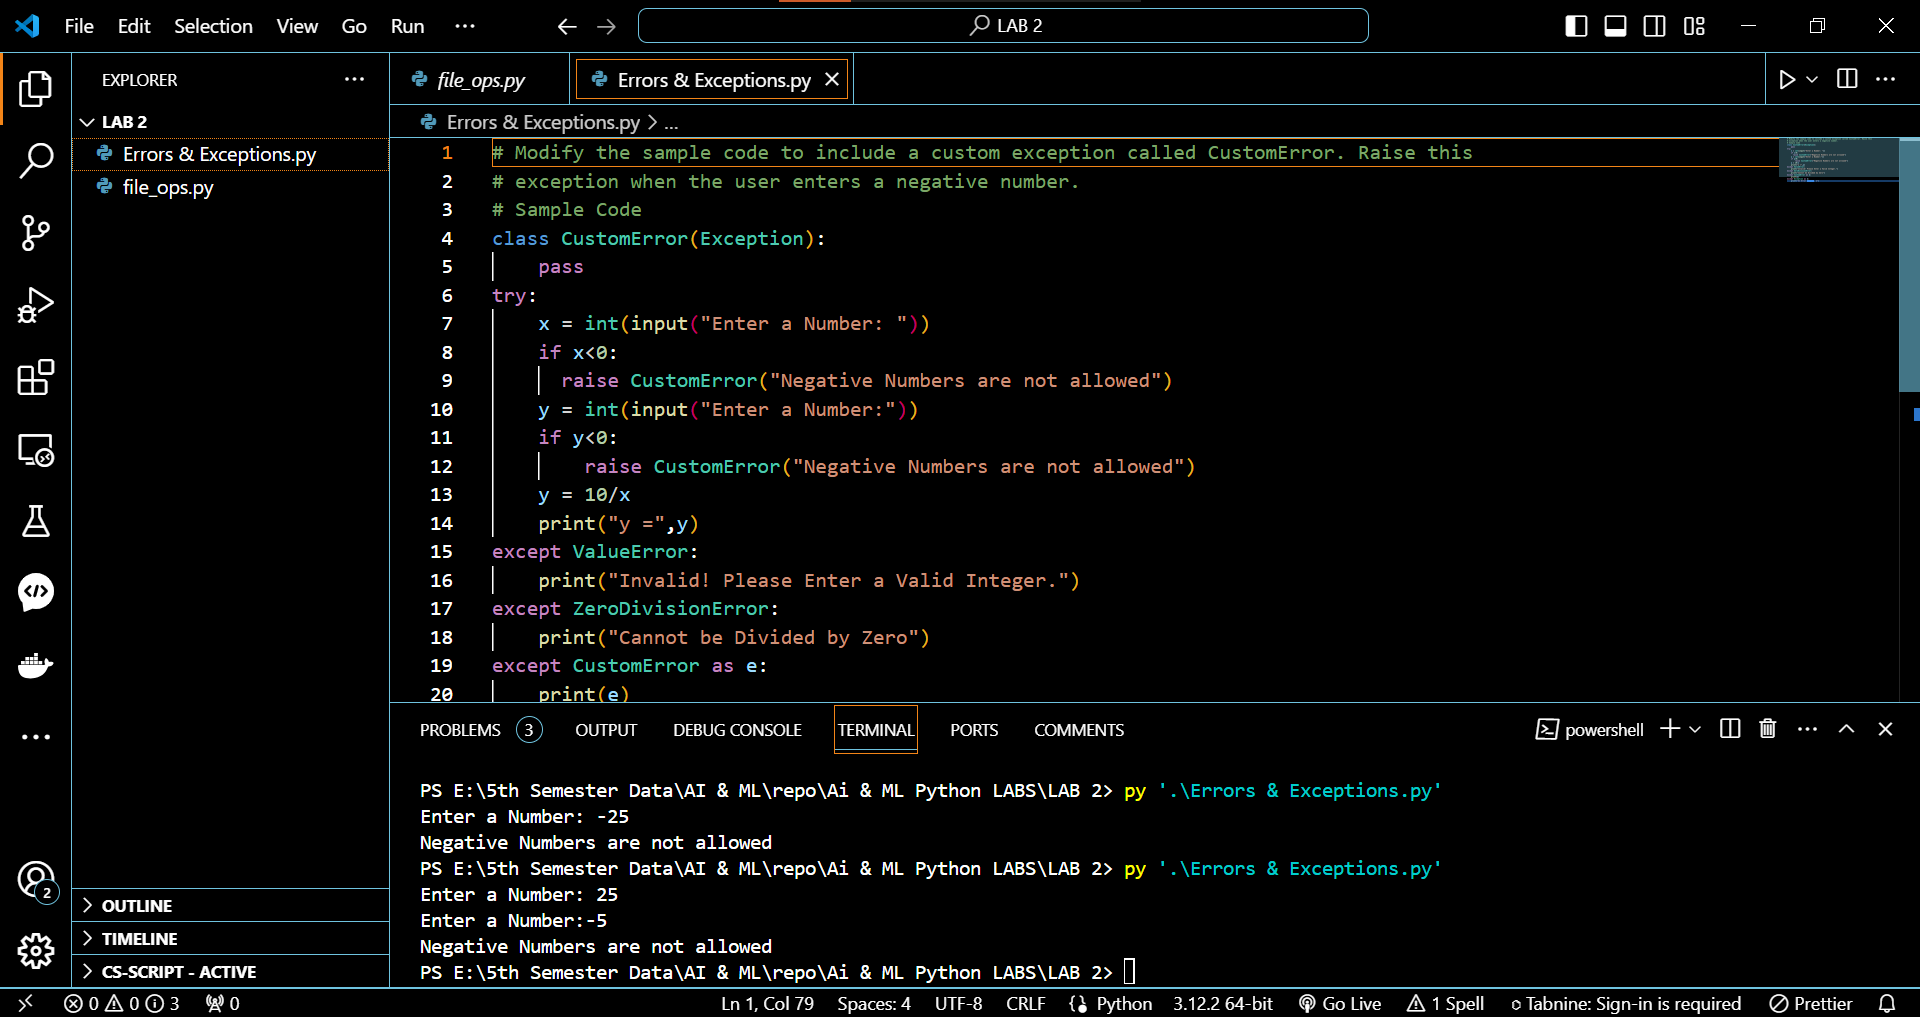 File Edit Selection View Go Run ··· LAB 2
EXPLORER ···
LAB 2
Errors & Exceptions.py
file_ops.py
OUTLINE
TIMELINE
CS-SCRIPT - ACTIVE
2
file_ops.py Errors & Exceptions.py
Errors & Exceptions.py > ...
1 # Modify the sample code to include a custom exception called CustomError. Raise this
2 # exception when the user enters a negative number.
3 # Sample Code
4 class CustomError(Exception):
5 pass
6 try:
7 x = int(input("Enter a Number: "))
8 if x<0:
9 raise CustomError("Negative Numbers are not allowed")
10 y = int(input("Enter a Number:"))
11 if y<0:
12 raise CustomError("Negative Numbers are not allowed")
13 y = 10/x
14 print("y =",y)
15 except ValueError:
16 print("Invalid! Please Enter a Valid Integer.")
17 except ZeroDivisionError:
18 print("Cannot be Divided by Zero")
19 except CustomError as e:
20 print(e)
PROBLEMS 3 OUTPUT DEBUG CONSOLE TERMINAL PORTS COMMENTS powershell
PS E:\5th Semester Data\AI & ML\repo\Ai & ML Python LABS\LAB 2> py '.\Errors & Exceptions.py'
Enter a Number: -25
Negative Numbers are not allowed
PS E:\5th Semester Data\AI & ML\repo\Ai & ML Python LABS\LAB 2> py '.\Errors & Exceptions.py'
Enter a Number: 25
Enter a Number:-5
Negative Numbers are not allowed
PS E:\5th Semester Data\AI & ML\repo\Ai & ML Python LABS\LAB 2>
0 0 3 0 Ln 1, Col 79 Spaces: 4 UTF-8 CRLF Python 3.12.2 64-bit Go Live 1 Spell Tabnine: Sign-in is required Prettier